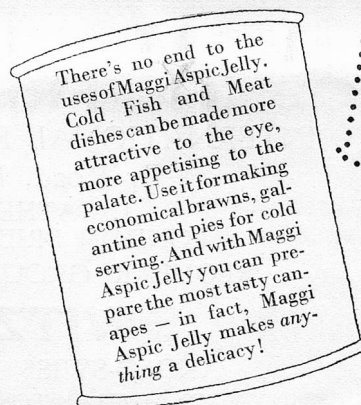 There's no end to the
uses of Maggi Aspic Jelly.
Cold Fish and Meat
dishes can be made more
attractive to the eye,
more appetising to the
palate. Use it for making
economical brawns, gal-
antine and pies for cold
serving. And with Maggi
Aspic Jelly you can pre-
pare the most tasty can-
apes — in fact, Maggi
Aspic Jelly makes any-
thing a delicacy!